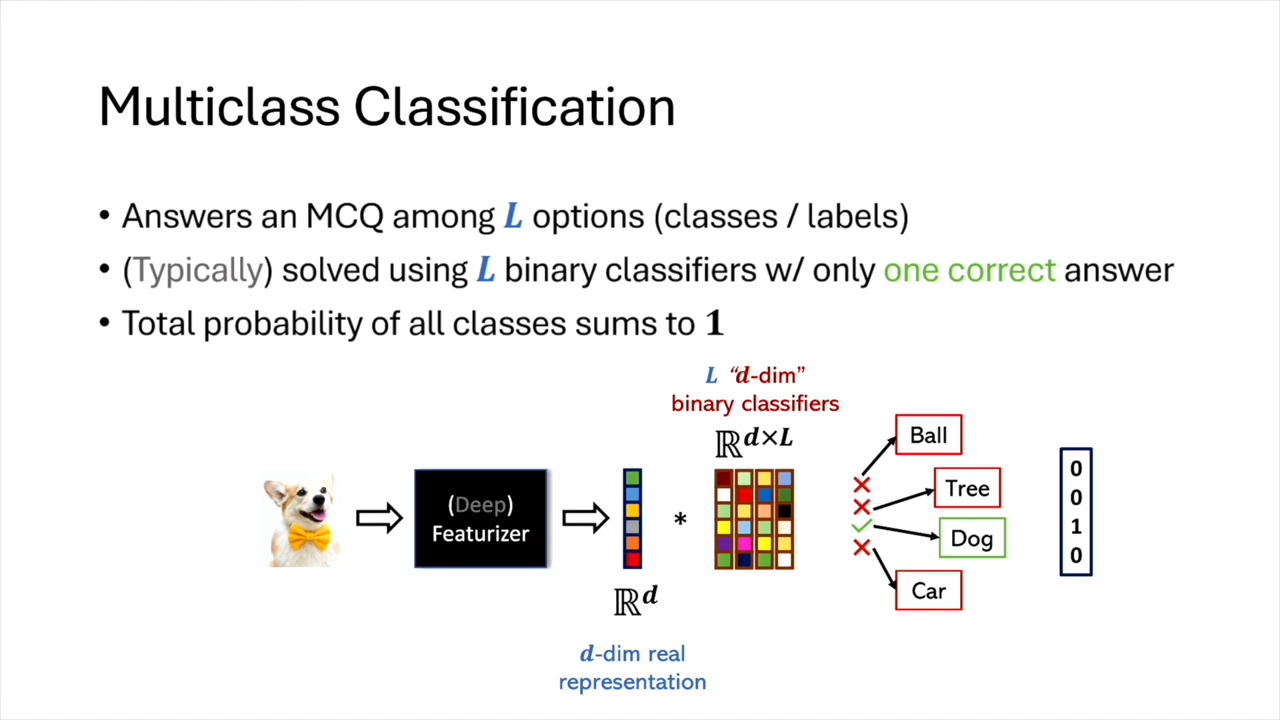 Multiclass Classification
• Answers an MCQ among L options (classes / labels)
• (Typically) solved using L binary classifiers w/ only one correct answer
• Total probability of all classes sums to 1
L “d-dim”
binary classifiers
ℝ^{d×L}
(Deep)
Featurizer
*
ℝ^d
d-dim real
representation
Ball
Tree
Dog
Car
0
0
1
0